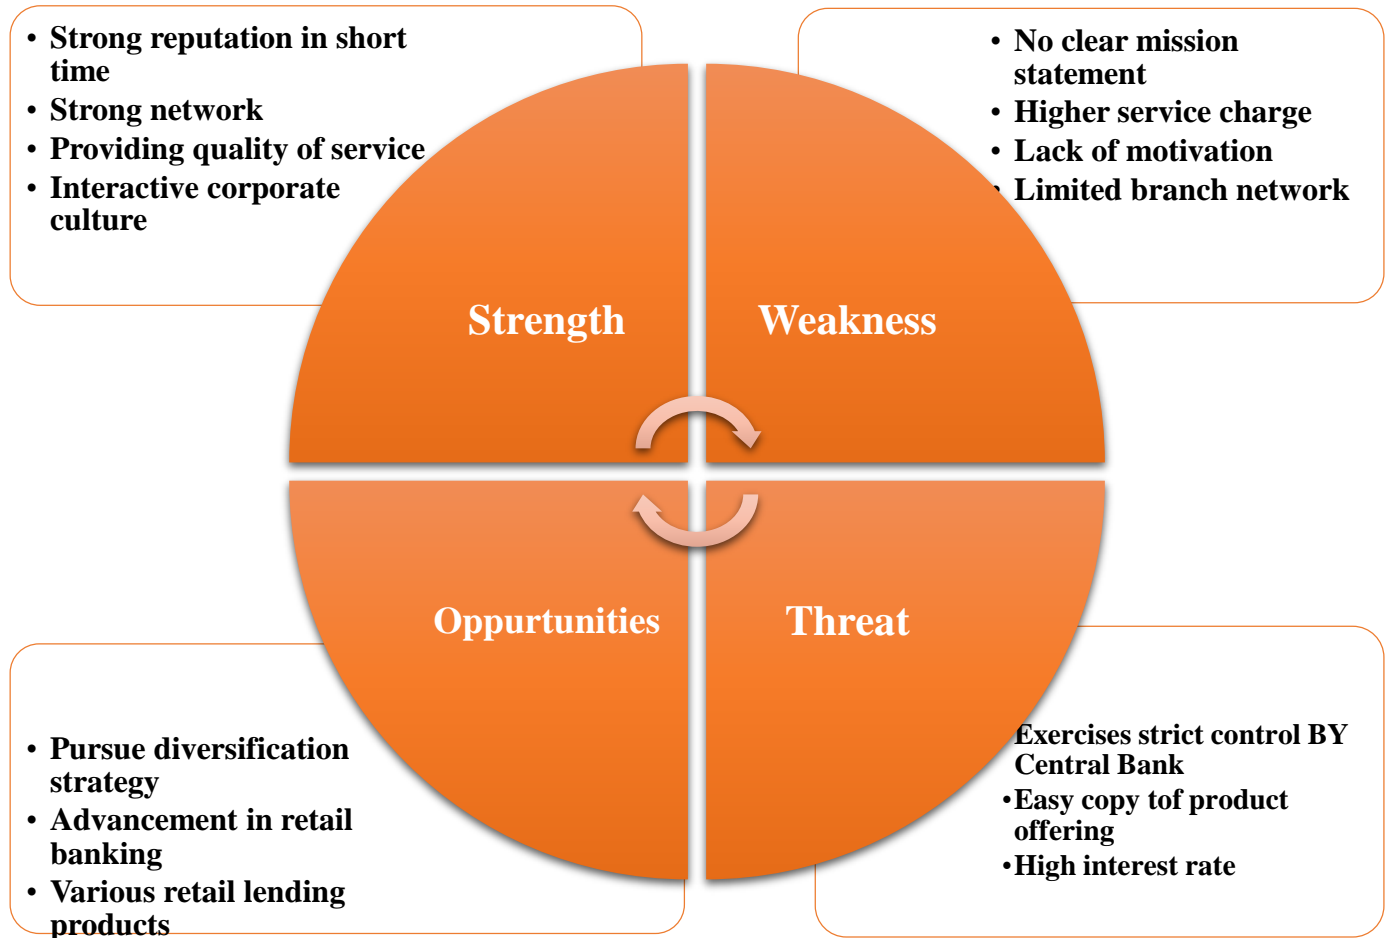 • Strong reputation in short
time
• Strong network
• Providing quality of service
• Interactive corporate
culture
• No clear mission
statement
• Higher service charge
• Lack of motivation
• Limited branch network
Strength
Weakness
Oppurtunities
Threat
• Pursue diversification
strategy
• Advancement in retail
banking
• Various retail lending
products
Exercises strict control BY
Central Bank
•Easy copy tof product
offering
•High interest rate